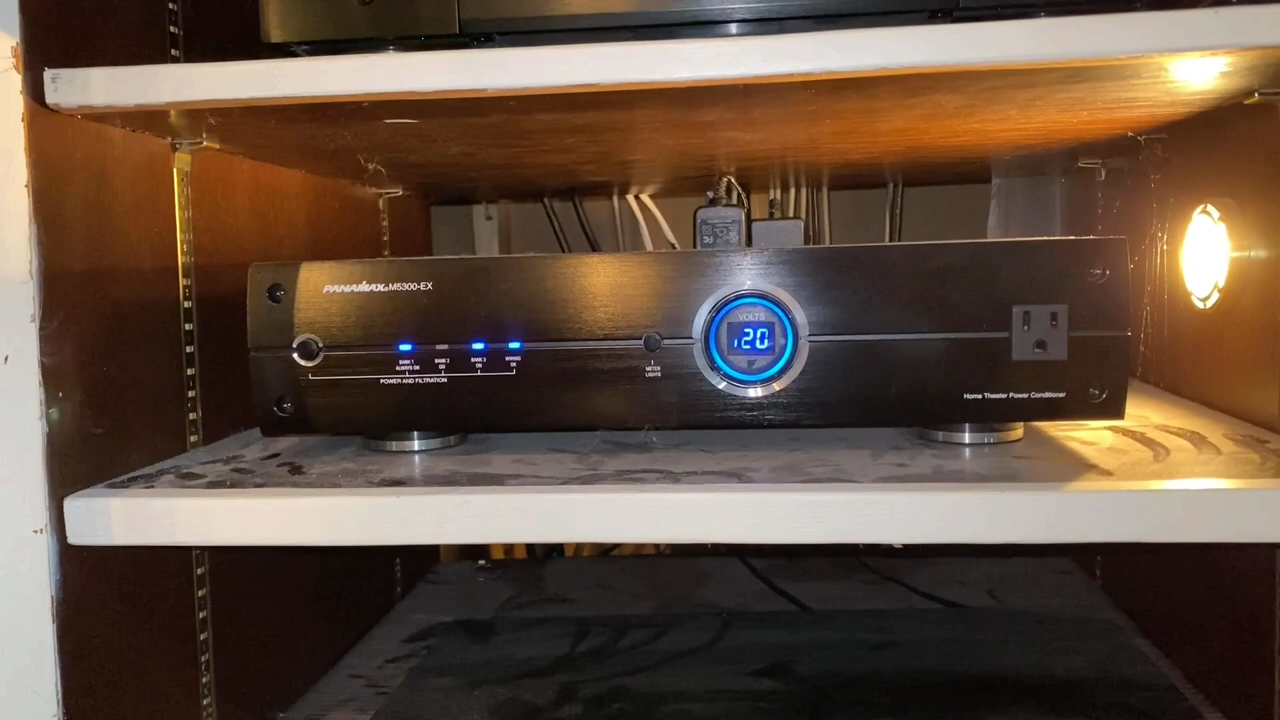 PANAMAX M5300-EX
VOLTS
120
BANK 1
ALWAYS ON
BANK 2
ON
BANK 3
ON
WIRING
OK
POWER AND FILTRATION
METER
LIGHTS
Home Theater Power Conditioner
FC